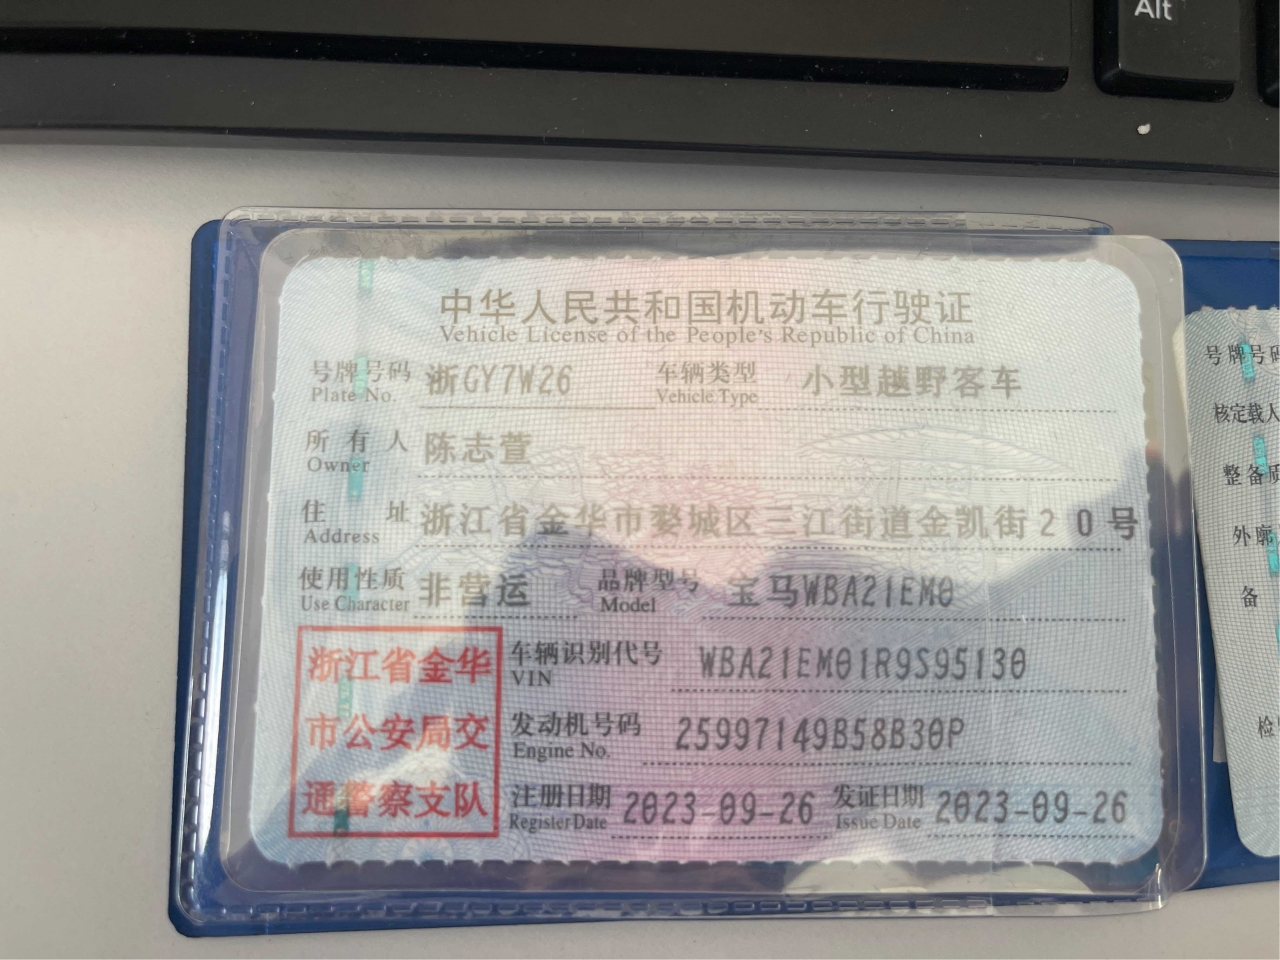 Alt
中华人民共和国机动车行驶证
Vehicle License of the People's Republic of China
号牌号码 浙GY7W26 车辆类型 小型越野客车
Plate No. Vehicle Type
所有人 陈志萱
Owner
住址 浙江省金华市婺城区三江街道金凯街20号
Address
使用性质 非营运 品牌型号 宝马WBA21EM0
Use Character Model
浙江省金华
市公安局交
通警察支队
车辆识别代号 WBA21EM01R9S95130
VIN
发动机号码 25997149B58B30P
Engine No.
注册日期 2023-09-26 发证日期 2023-09-26
Register Date Issue Date
号牌号码
核定载人
整备质
外廓
备
检